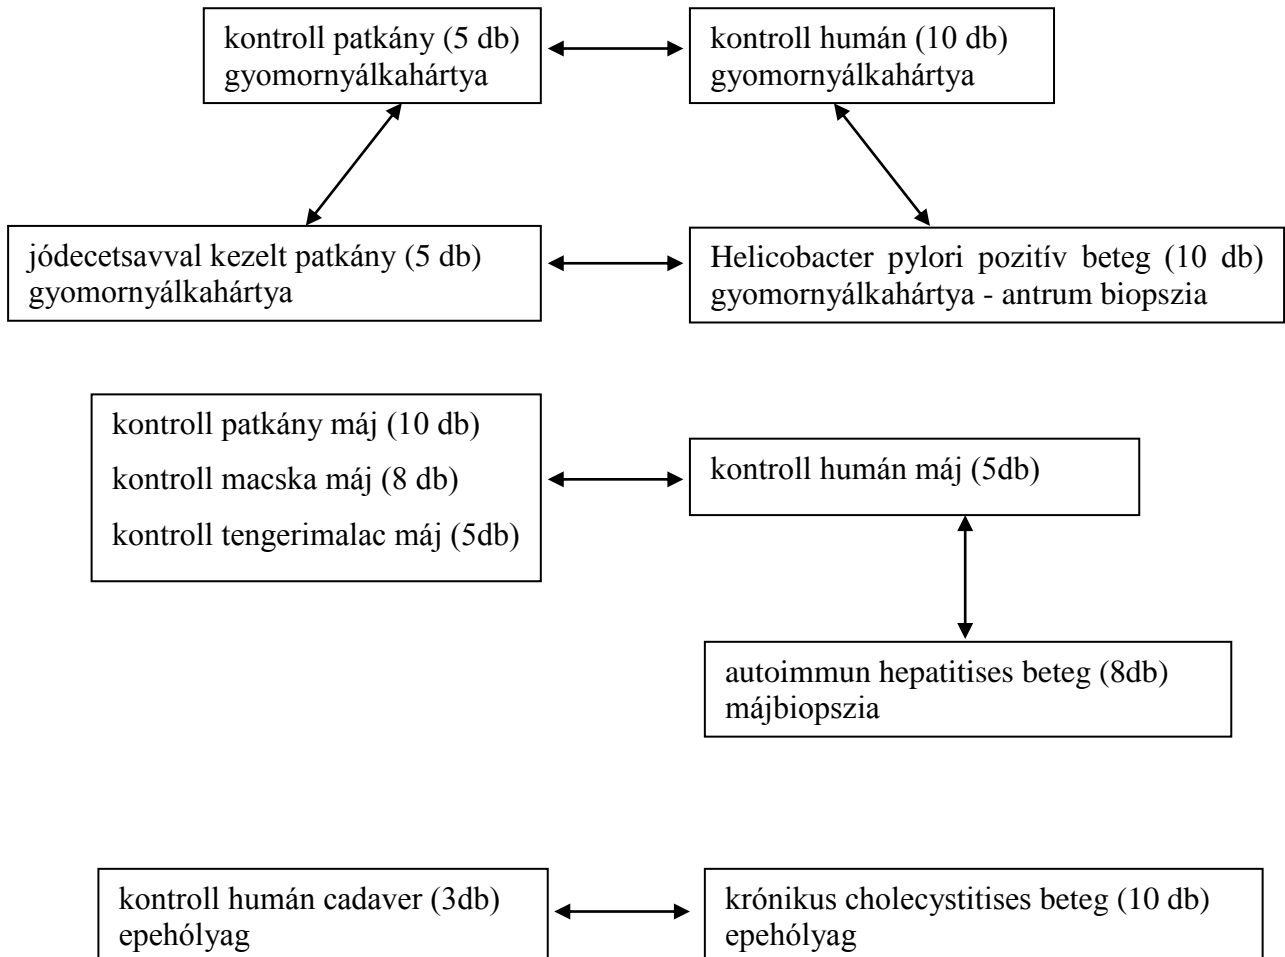 kontroll patkány (5 db)
gyomornyálkahártya
kontroll humán (10 db)
gyomornyálkahártya
jódecetsavval kezelt patkány (5 db)
gyomornyálkahártya
Helicobacter pylori pozitív beteg (10 db)
gyomornyálkahártya - antrum biopszia
kontroll patkány máj (10 db)
kontroll macska máj (8 db)
kontroll tengerimalac máj (5db)
kontroll humán máj (5db)
autoimmun hepatitises beteg (8db)
májbiopszia
kontroll humán cadaver (3db)
epehólyag
krónikus cholecystitises beteg (10 db)
epehólyag